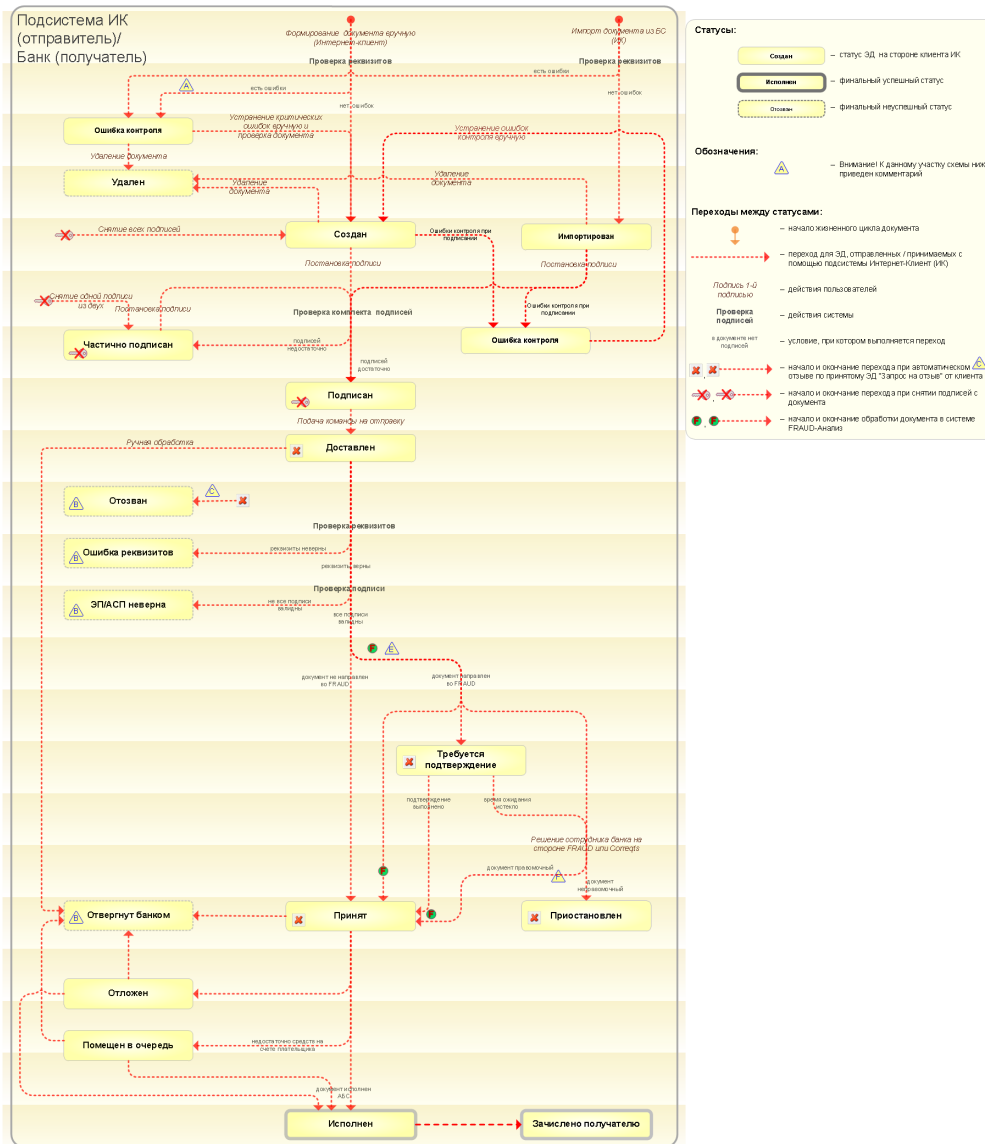 Подсистема ИК
(отправитель)/
Банк (получатель)
Формирование документа вручную
(Интернет-клиент)
Импорт документа из БС
(ИК)
Проверка реквизитов
Проверка реквизитов
есть ошибки
A
есть ошибки
нет ошибок
нет ошибок
Ошибка контроля
Устранение критических
ошибок вручную и
проверка документа
Устранение ошибок
контроля вручную
Удаление документа
Удален
Удаление
документа
Удаление
документа
Снятие всех подписей
Создан
Ошибки контроля при
подписании
Импортирован
Постановка подписи
Постановка подписи
Снятие одной подписи
из двух
Постановка подписи
Проверка комплекта подписей
Ошибки контроля при
подписании
Частично подписан
подписей
недостаточно
Ошибка контроля
подписей
достаточно
Подписан
Подача команды на отправку
Ручная обработка
Доставлен
B
Отозван
C
Проверка реквизитов
B
Ошибка реквизитов
реквизиты неверны
реквизиты верны
Проверка подписи
B
ЭП/АСП неверна
не все подписи
валидны
все подписи
валидны
F
E
документ не направлен
во FRAUD
документ направлен
во FRAUD
Требуется
подтверждение
подтверждение
выполнено
время ожидания
истекло
Решение сотрудника банка на
стороне FRAUD или Correqts
F
документ правомочный
F
документ
неправомочный
B
Отвергнут банком
Принят
F
Приостановлен
Отложен
Помещен в очередь
недостаточно средств на
счете плательщика
документ исполнен
АБС
Исполнен
Зачислено получателю
Статусы:
Создан
– статус ЭД на стороне клиента ИК
Исполнен
– финальный успешный статус
Отозван
– финальный неуспешный статус
Обозначения:
A
– Внимание! К данному участку схемы ниж
приведен комментарий
Переходы между статусами:
– начало жизненного цикла документа
– переход для ЭД, отправленных / принимаемых с
помощью подсистемы Интернет-Клиент (ИК)
Подпись 1-й
подписью
– действия пользователей
Проверка
подписей
– действия системы
в документе нет
подписей
– условие, при котором выполняется переход
,
– начало и окончание перехода при автоматическом C
отзыве по принятому ЭД "Запрос на отзыв" от клиента
,
– начало и окончание перехода при снятии подписей с
документа
F , F
– начало и окончание обработки документа в системе
FRAUD-Анализ